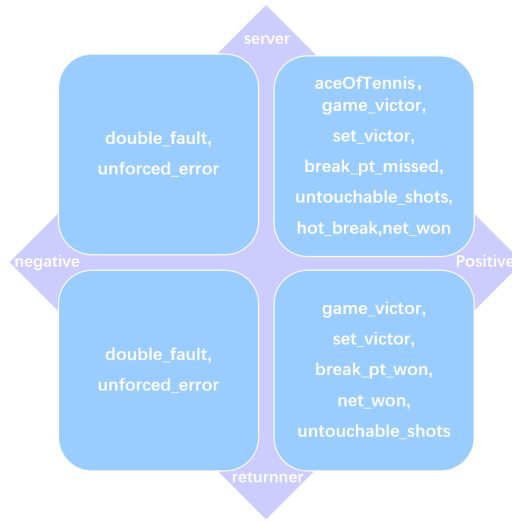 server
double_fault,
unforced_error
aceOfTennis，
game_victor,
set_victor,
break_pt_missed,
untouchable_shots,
hot_break,net_won
negative
Positive
double_fault,
unforced_error
game_victor,
set_victor,
break_pt_won,
net_won,
untouchable_shots
returnner